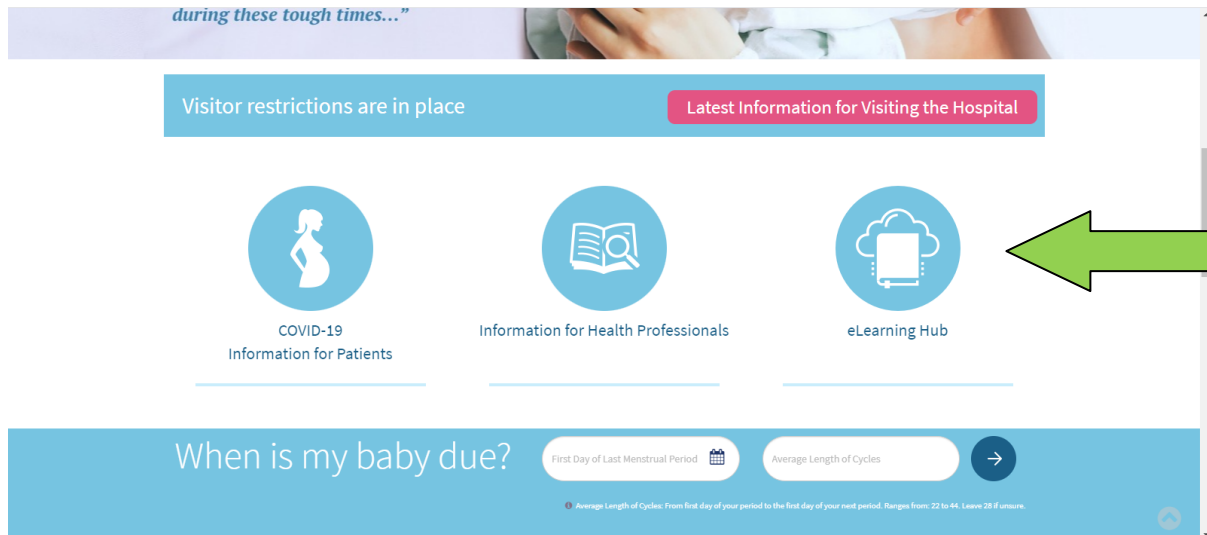 during these tough times...”
Visitor restrictions are in place
Latest Information for Visiting the Hospital
COVID-19
Information for Patients
Information for Health Professionals
eLearning Hub
When is my baby due?
First Day of Last Menstrual Period
Average Length of Cycles
Average Length of Cycles: From first day of your period to the first day of your next period. Ranges from: 22 to 44. Leave 28 if unsure.